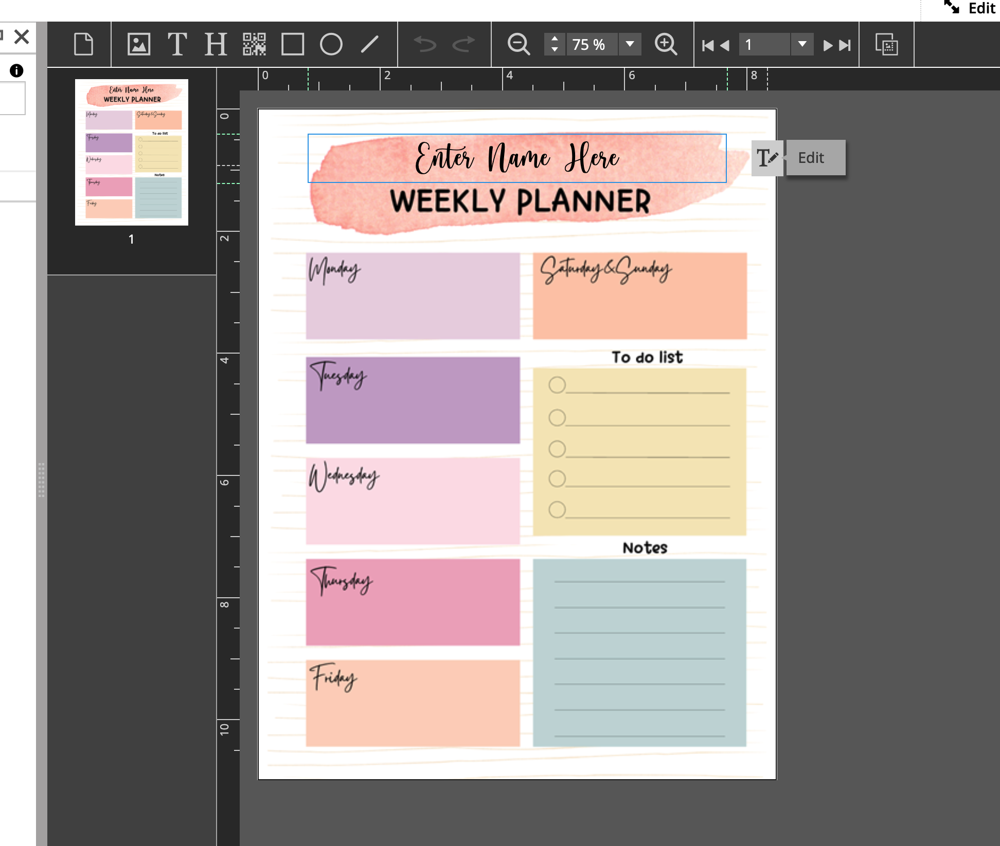 Edit
T H 75 % 1
0 2 4 6 8
Enter Name Here
WEEKLY PLANNER
Monday
Saturday&Sunday
Tuesday
To do list
Wednesday
Thursday
Notes
Friday
1
0
2
4
6
8
10
Enter Name Here
T Edit
WEEKLY PLANNER
Monday
Saturday&Sunday
Tuesday
To do list
Wednesday
Notes
Thursday
Friday